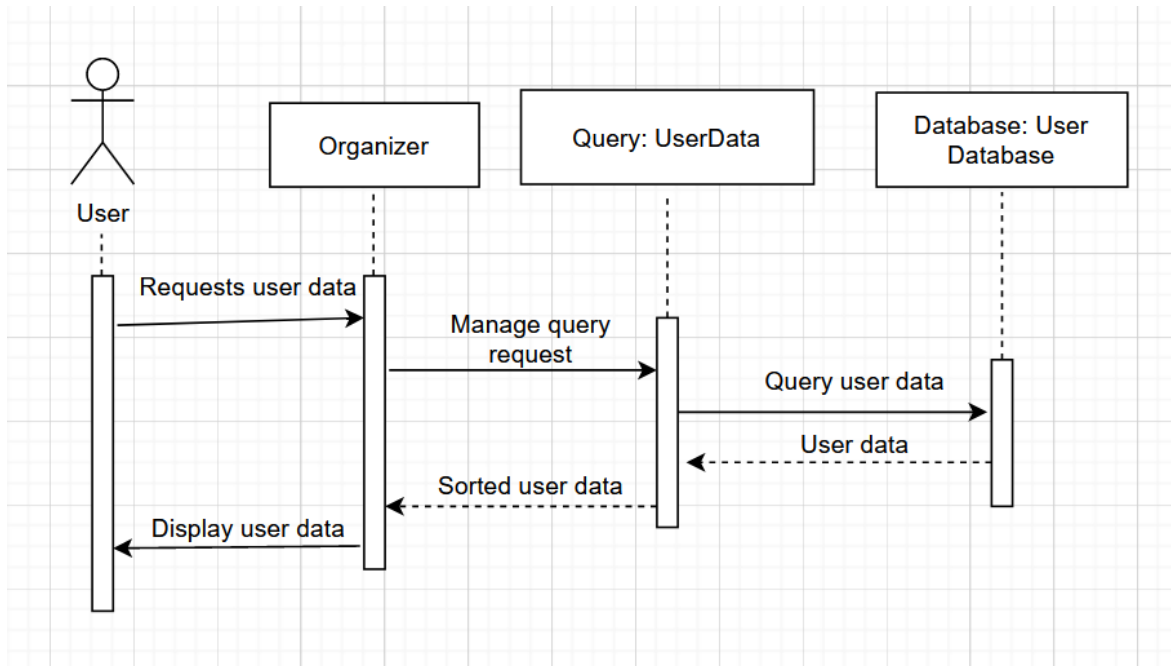 Organizer
Query: UserData
Database: User
Database
User
Requests user data
Manage query
request
Query user data
User data
Sorted user data
Display user data